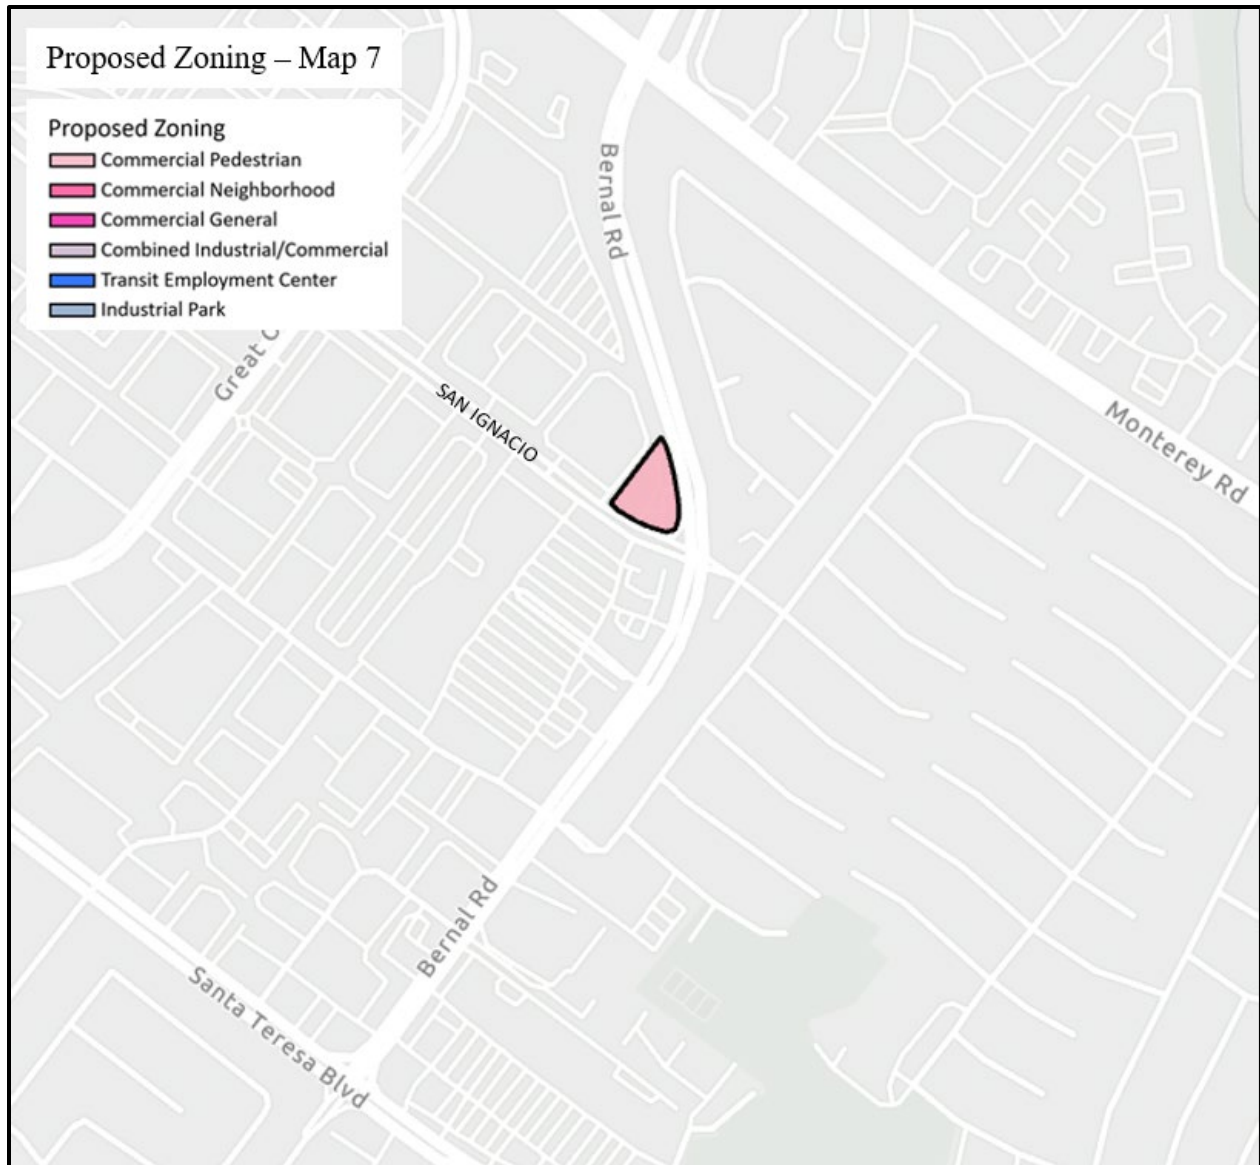 Proposed Zoning – Map 7
Proposed Zoning
Commercial Pedestrian
Commercial Neighborhood
Commercial General
Combined Industrial/Commercial
Transit Employment Center
Industrial Park
Bernal Rd
Great
SAN IGNACIO
Monterey Rd
Bernal Rd
Santa Teresa Blvd